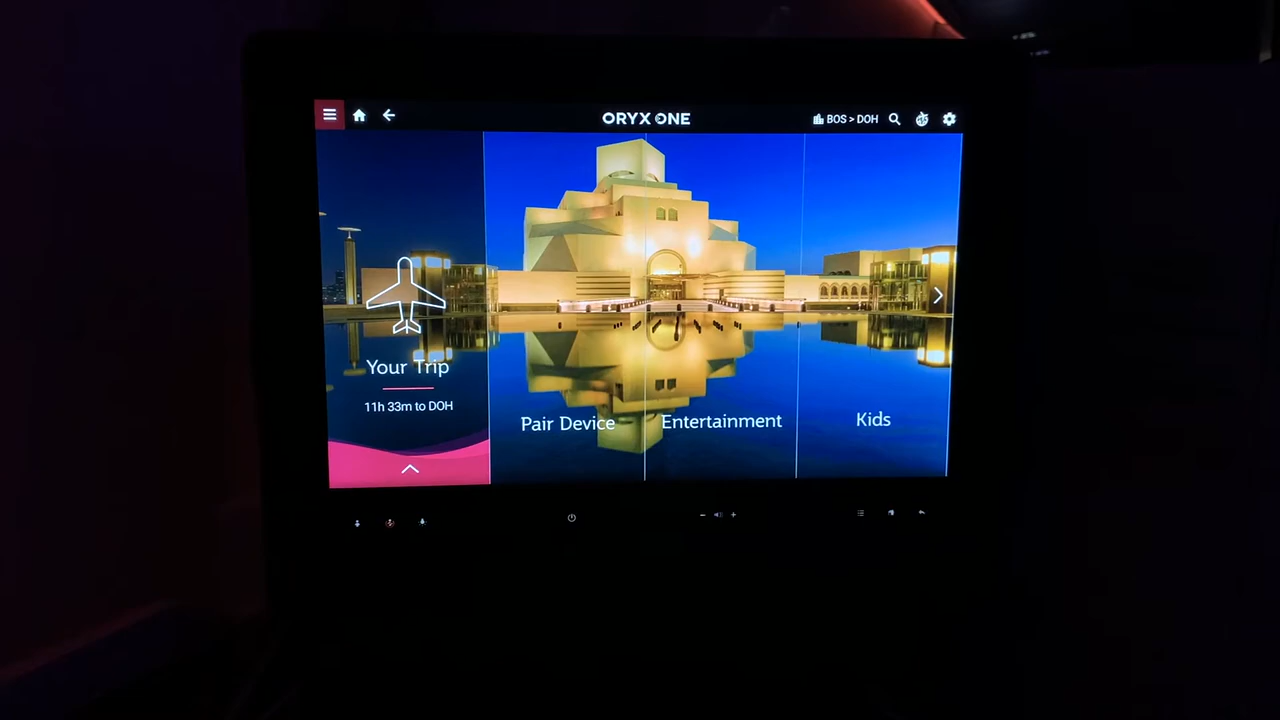 ORYX ONE
BOS > DOH
Your Trip
11h 33m to DOH
Pair Device
Entertainment
Kids